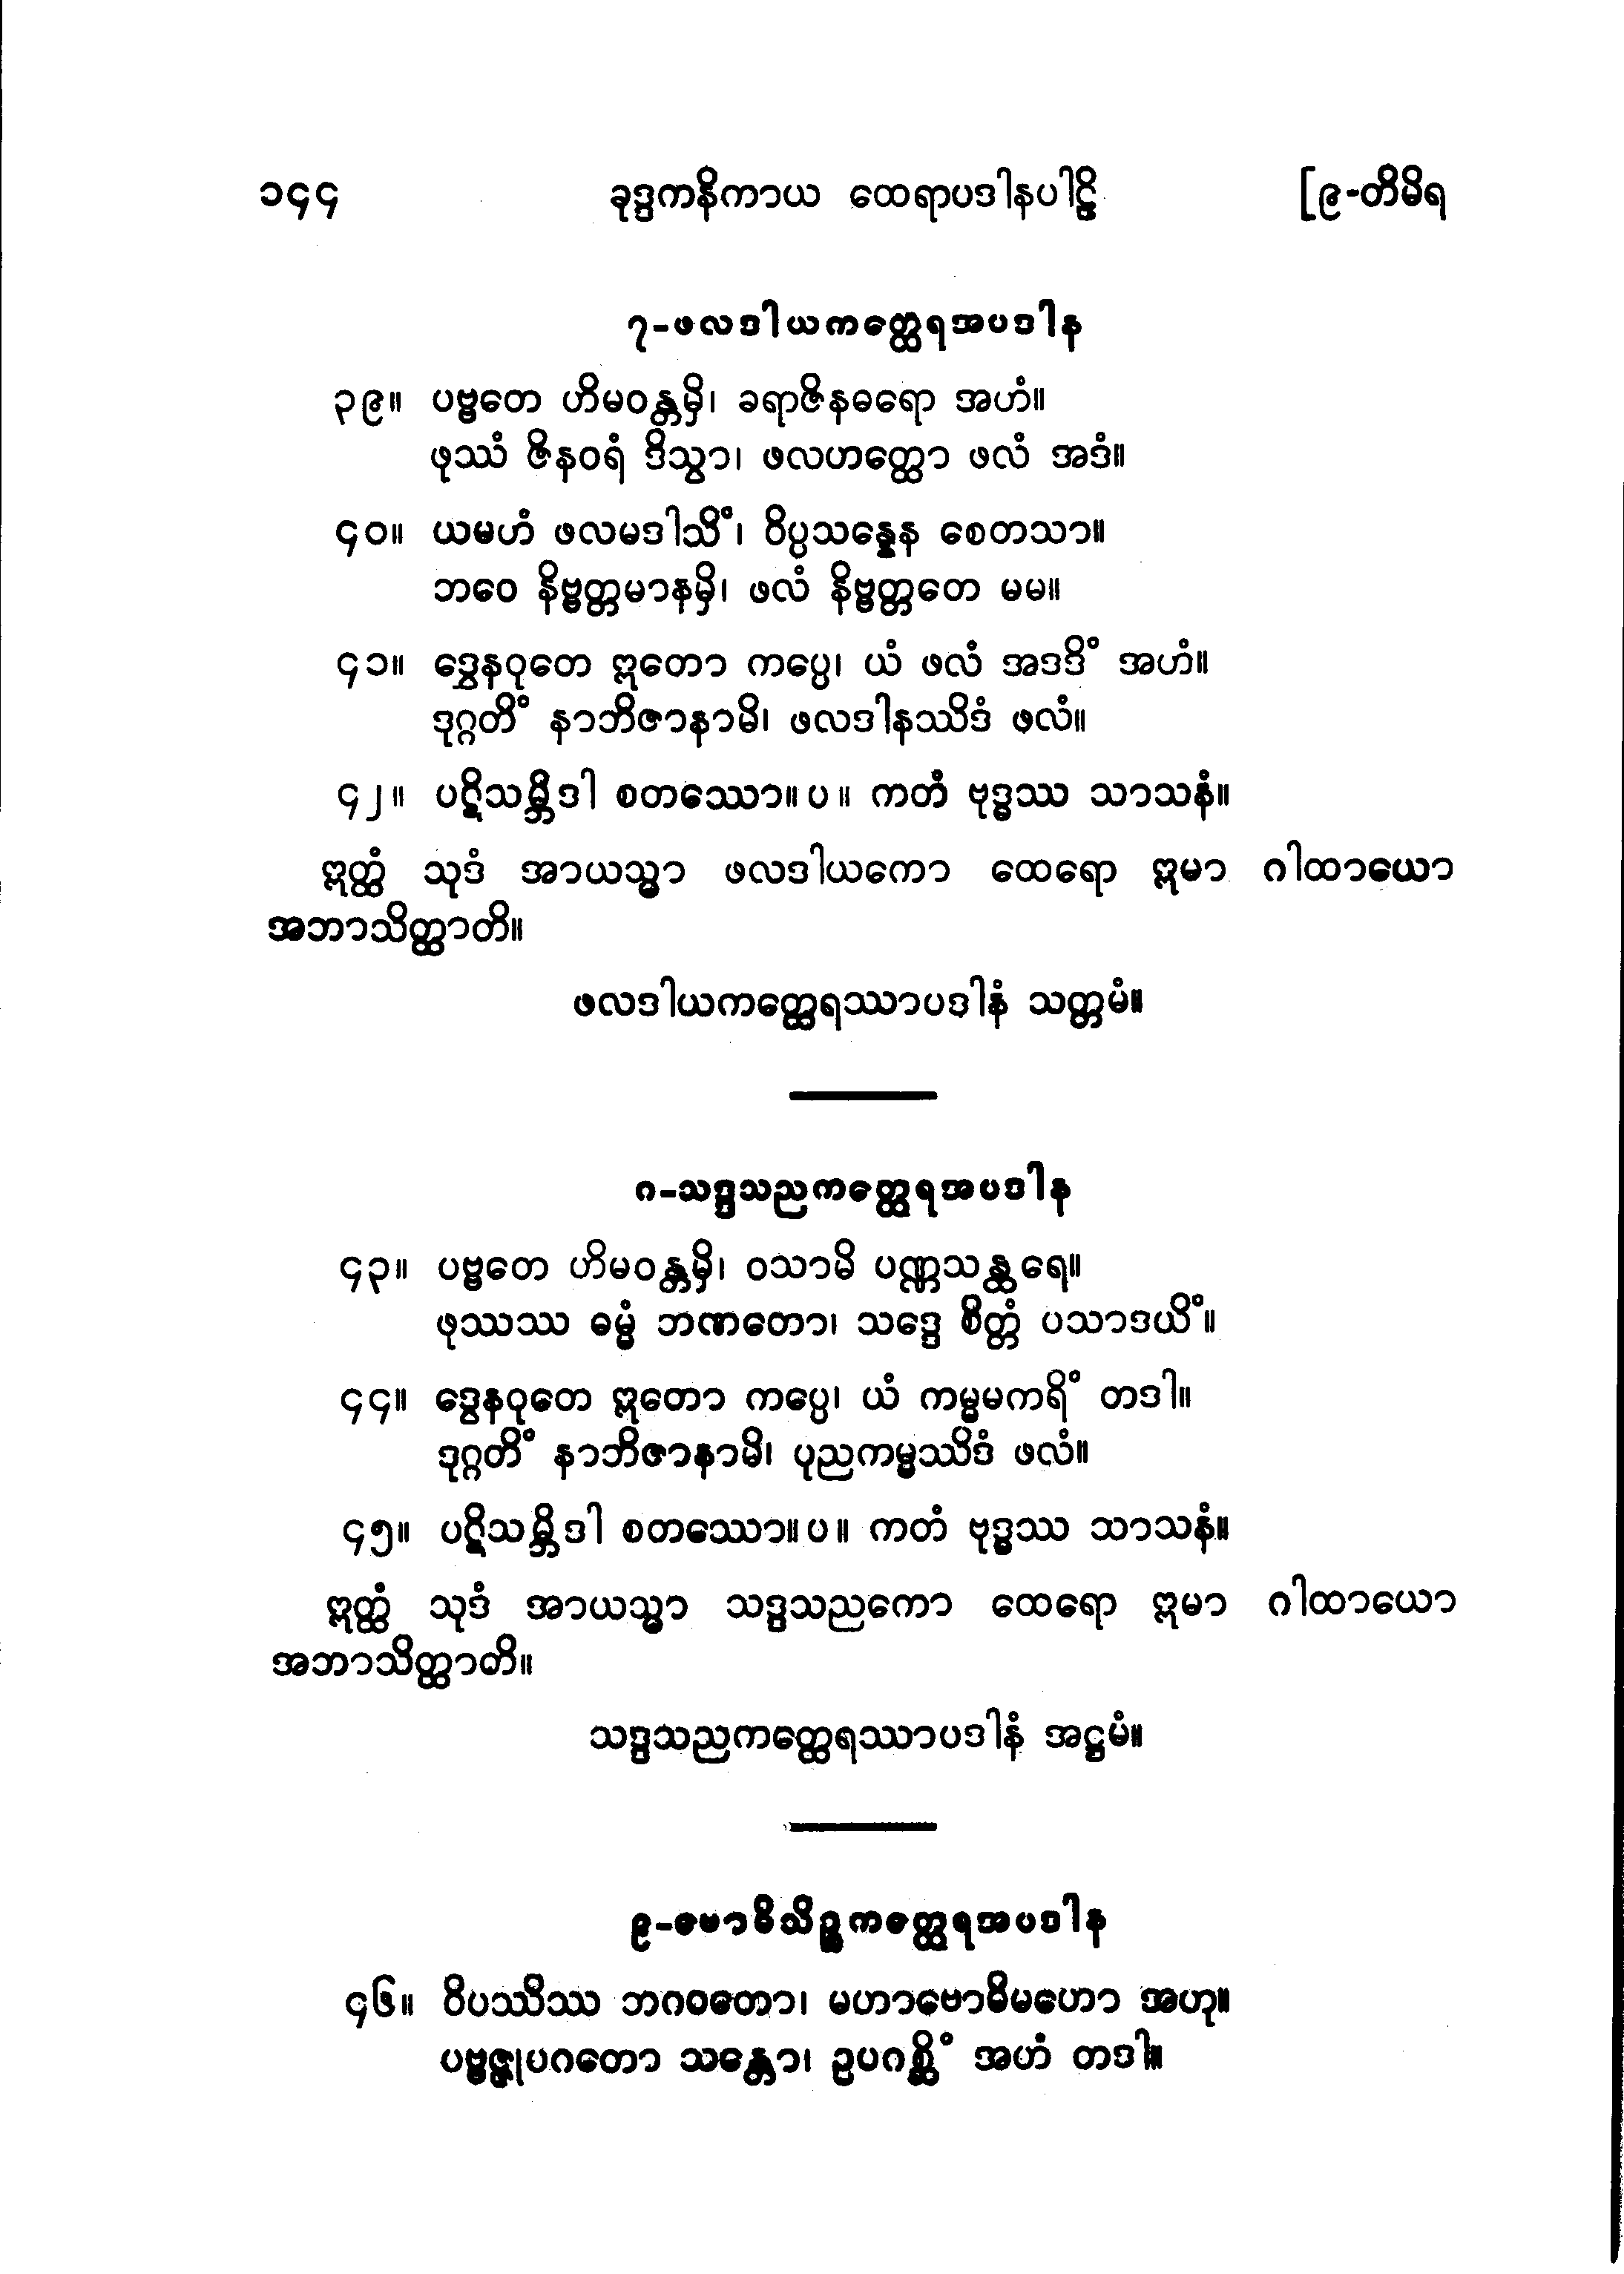 ၁၄၄ ခုဒ္ဒကနိကာယ ထေရာပဒါနပါဠိ [၉-တိမိရ
၇-ဖလဒါယကတ္ထေရအပဒါန
၃၉။ ပဗ္ဗတေ ဟိမဝန္တမှိ၊ ခရာဇိနဓရော အဟံ။
ဖုဿံ ဇိနဝရံ ဒိသွာ၊ ဖလဟတ္ထော ဖလံ အဒံ။
၄၀။ ယမဟံ ဖလမဒါသိံ၊ ဝိပ္ပသန္နေန စေတသာ။
ဘဝေ နိဗ္ဗတ္တမာနမှိ၊ ဖလံ နိဗ္ဗတ္တတေ မမ။
၄၁။ ဒွေနဝုတေ ဣတော ကပ္ပေ၊ ယံ ဖလံ အဒဒိံ အဟံ။
ဒုဂ္ဂတိံ နာဘိဇာနာမိ၊ ဖလဒါနဿိဒံ ဖလံ။
၄၂။ ပဋိသမ္ဘိဒါ စတဿော။ပ။ ကတံ ဗုဒ္ဓဿ သာသနံ။
ဣတ္ထံ သုဒံ အာယသ္မာ ဖလဒါယကော ထေရော ဣမာ ဂါထာယော
အဘာသိတ္ထာတိ။
ဖလဒါယကတ္ထေရဿာပဒါနံ သတ္တမံ။
၈-သဒ္ဒသညကတ္ထေရအပဒါန
၄၃။ ပဗ္ဗတေ ဟိမဝန္တမှိ၊ ဝသာမိ ပဏ္ဏသန္ထရေ။
ဖုဿဿ ဓမ္မံ ဘဏတော၊ သဒ္ဒေ စိတ္တံ ပသာဒယိံ။
၄၄။ ဒွေနဝုတေ ဣတော ကပ္ပေ၊ ယံ ကမ္မမကရိံ တဒါ။
ဒုဂ္ဂတိံ နာဘိဇာနာမိ၊ ပုညကမ္မဿိဒံ ဖလံ။
၄၅။ ပဋိသမ္ဘိဒါ စတဿော။ပ။ ကတံ ဗုဒ္ဓဿ သာသနံ။
ဣတ္ထံ သုဒံ အာယသ္မာ သဒ္ဒသညကော ထေရော ဣမာ ဂါထာယော
အဘာသိတ္ထာတိ။
သဒ္ဒသညကတ္ထေရဿာပဒါနံ အဋ္ဌမံ။
၉-ဗောဓိသိဉ္စကတ္ထေရအပဒါန
၄၆။ ဝိပဿိဿ ဘဂဝတော၊ မဟာဗောဓိမဟော အဟု။
ပဗ္ဗဇ္ဇုပဂတော သန္တော၊ ဥပဂစ္ဆိံ အဟံ တဒါ။